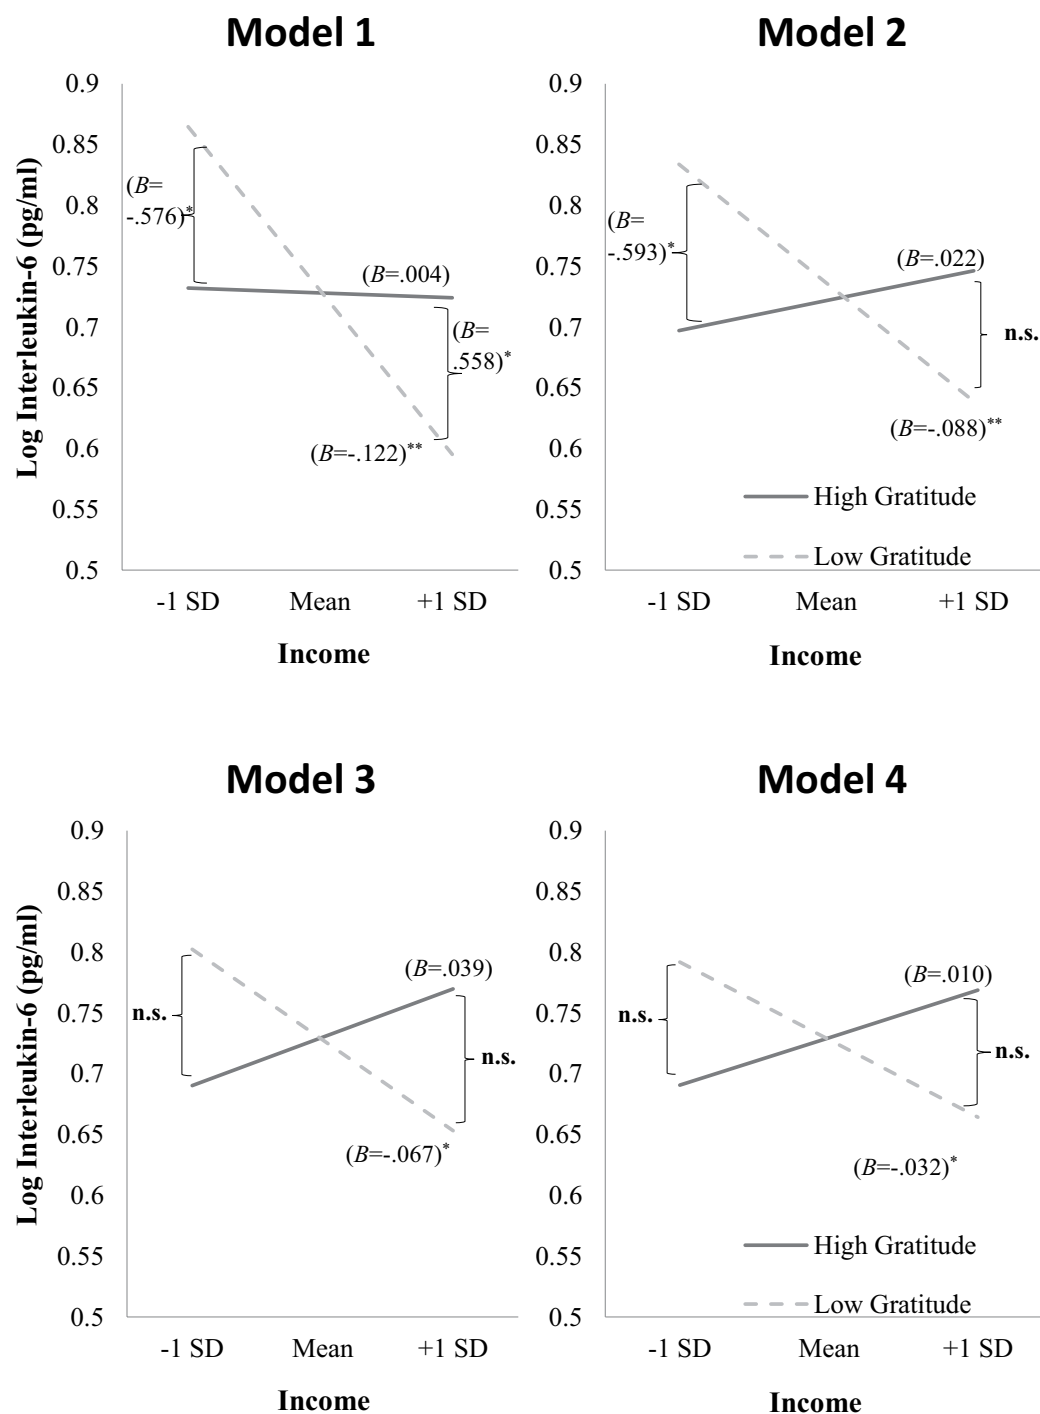 Model 1
Log Interleukin-6 (pg/ml)
0.9
0.85
0.8
0.75
0.7
0.65
0.6
0.55
0.5
(B=
-.576)*
(B=.004)
(B=
.558)*
(B=-.122)**
-1 SD Mean +1 SD
Income
Model 2
0.9
0.85
0.8
0.75
0.7
0.65
0.6
0.55
0.5
(B=
-.593)*
(B=.022)
n.s.
(B=-.088)**
High Gratitude
Low Gratitude
-1 SD Mean +1 SD
Income
Model 3
Log Interleukin-6 (pg/ml)
0.9
0.85
0.8
0.75
0.7
0.65
0.6
0.55
0.5
n.s.
(B=.039)
n.s.
(B=-.067)*
-1 SD Mean +1 SD
Income
Model 4
0.9
0.85
0.8
0.75
0.7
0.65
0.6
0.55
0.5
n.s.
(B=.010)
n.s.
(B=-.032)*
High Gratitude
Low Gratitude
-1 SD Mean +1 SD
Income